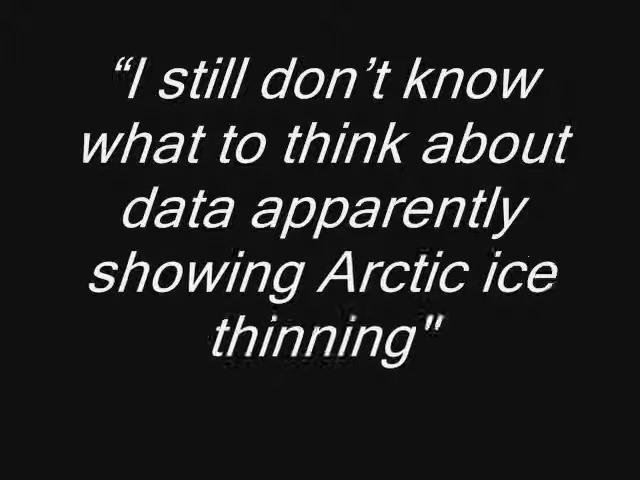 “I still don’t know
what to think about
data apparently
showing Arctic ice
thinning"